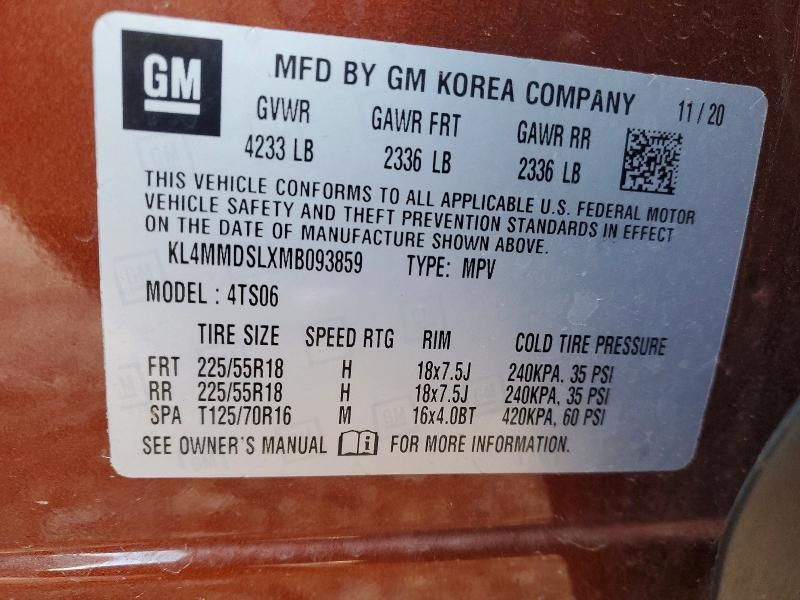 GM
MFD BY GM KOREA COMPANY 11/20
GVWR GAWR FRT GAWR RR
4233 LB 2336 LB 2336 LB
THIS VEHICLE CONFORMS TO ALL APPLICABLE U.S. FEDERAL MOTOR
VEHICLE SAFETY AND THEFT PREVENTION STANDARDS IN EFFECT
ON THE DATE OF MANUFACTURE SHOWN ABOVE.
KL4MMDSLXMB093859 TYPE: MPV
MODEL : 4TS06
TIRE SIZE SPEED RTG RIM COLD TIRE PRESSURE
FRT 225/55R18 H 18x7.5J 240KPA, 35 PSI
RR 225/55R18 H 18x7.5J 240KPA, 35 PSI
SPA T125/70R16 M 16x4.0BT 420KPA, 60 PSI
SEE OWNER'S MANUAL i FOR MORE INFORMATION.